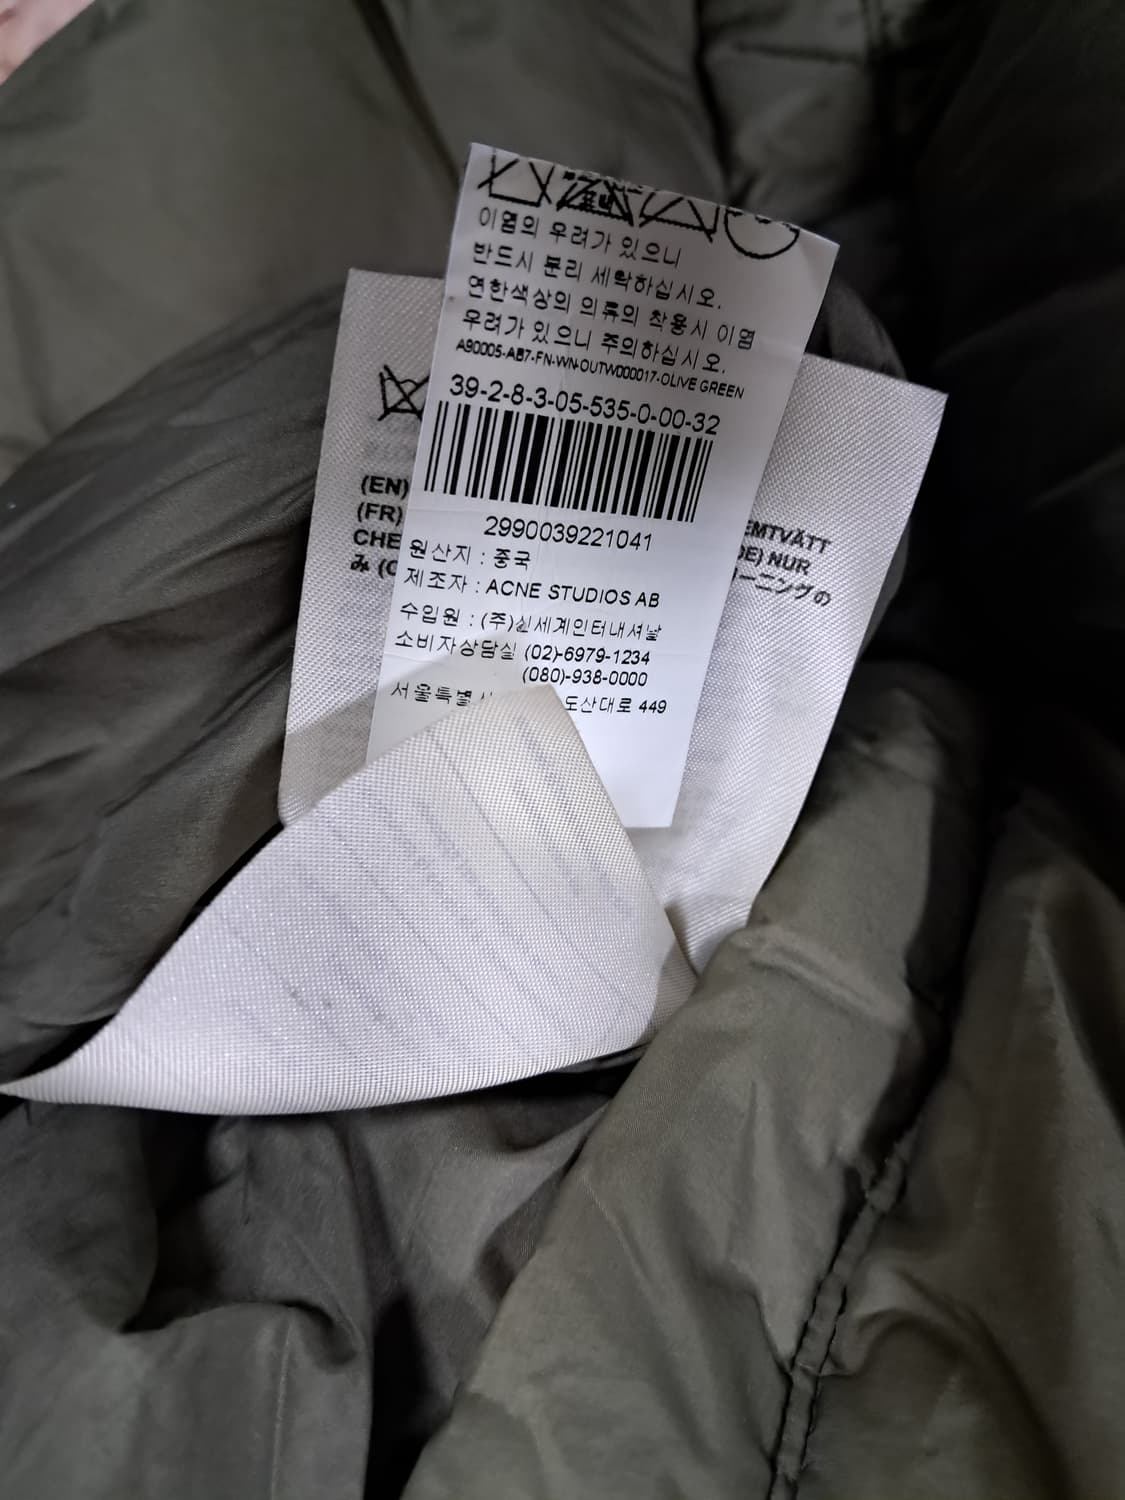 이염의 우려가 있으니
반드시 분리 세탁하십시오.
연한색상의 의류의 착용시 이염
우려가 있으니 주의하십시오.
A90005-AB7-FN-WN-OUTW000017-OLIVE GREEN
39-2-8-3-05-535-0-00-32
2990039221041
원산지 : 중국
제조자 : ACNE STUDIOS AB
수입원 : (주)신세계인터내셔날
소비자상담실 (02)-6979-1234
(080)-938-0000
서울특별 도산대로 449
(EN)
(FR)
CHE
み (C
EMTVÄTT
DE) NUR
ーニングの